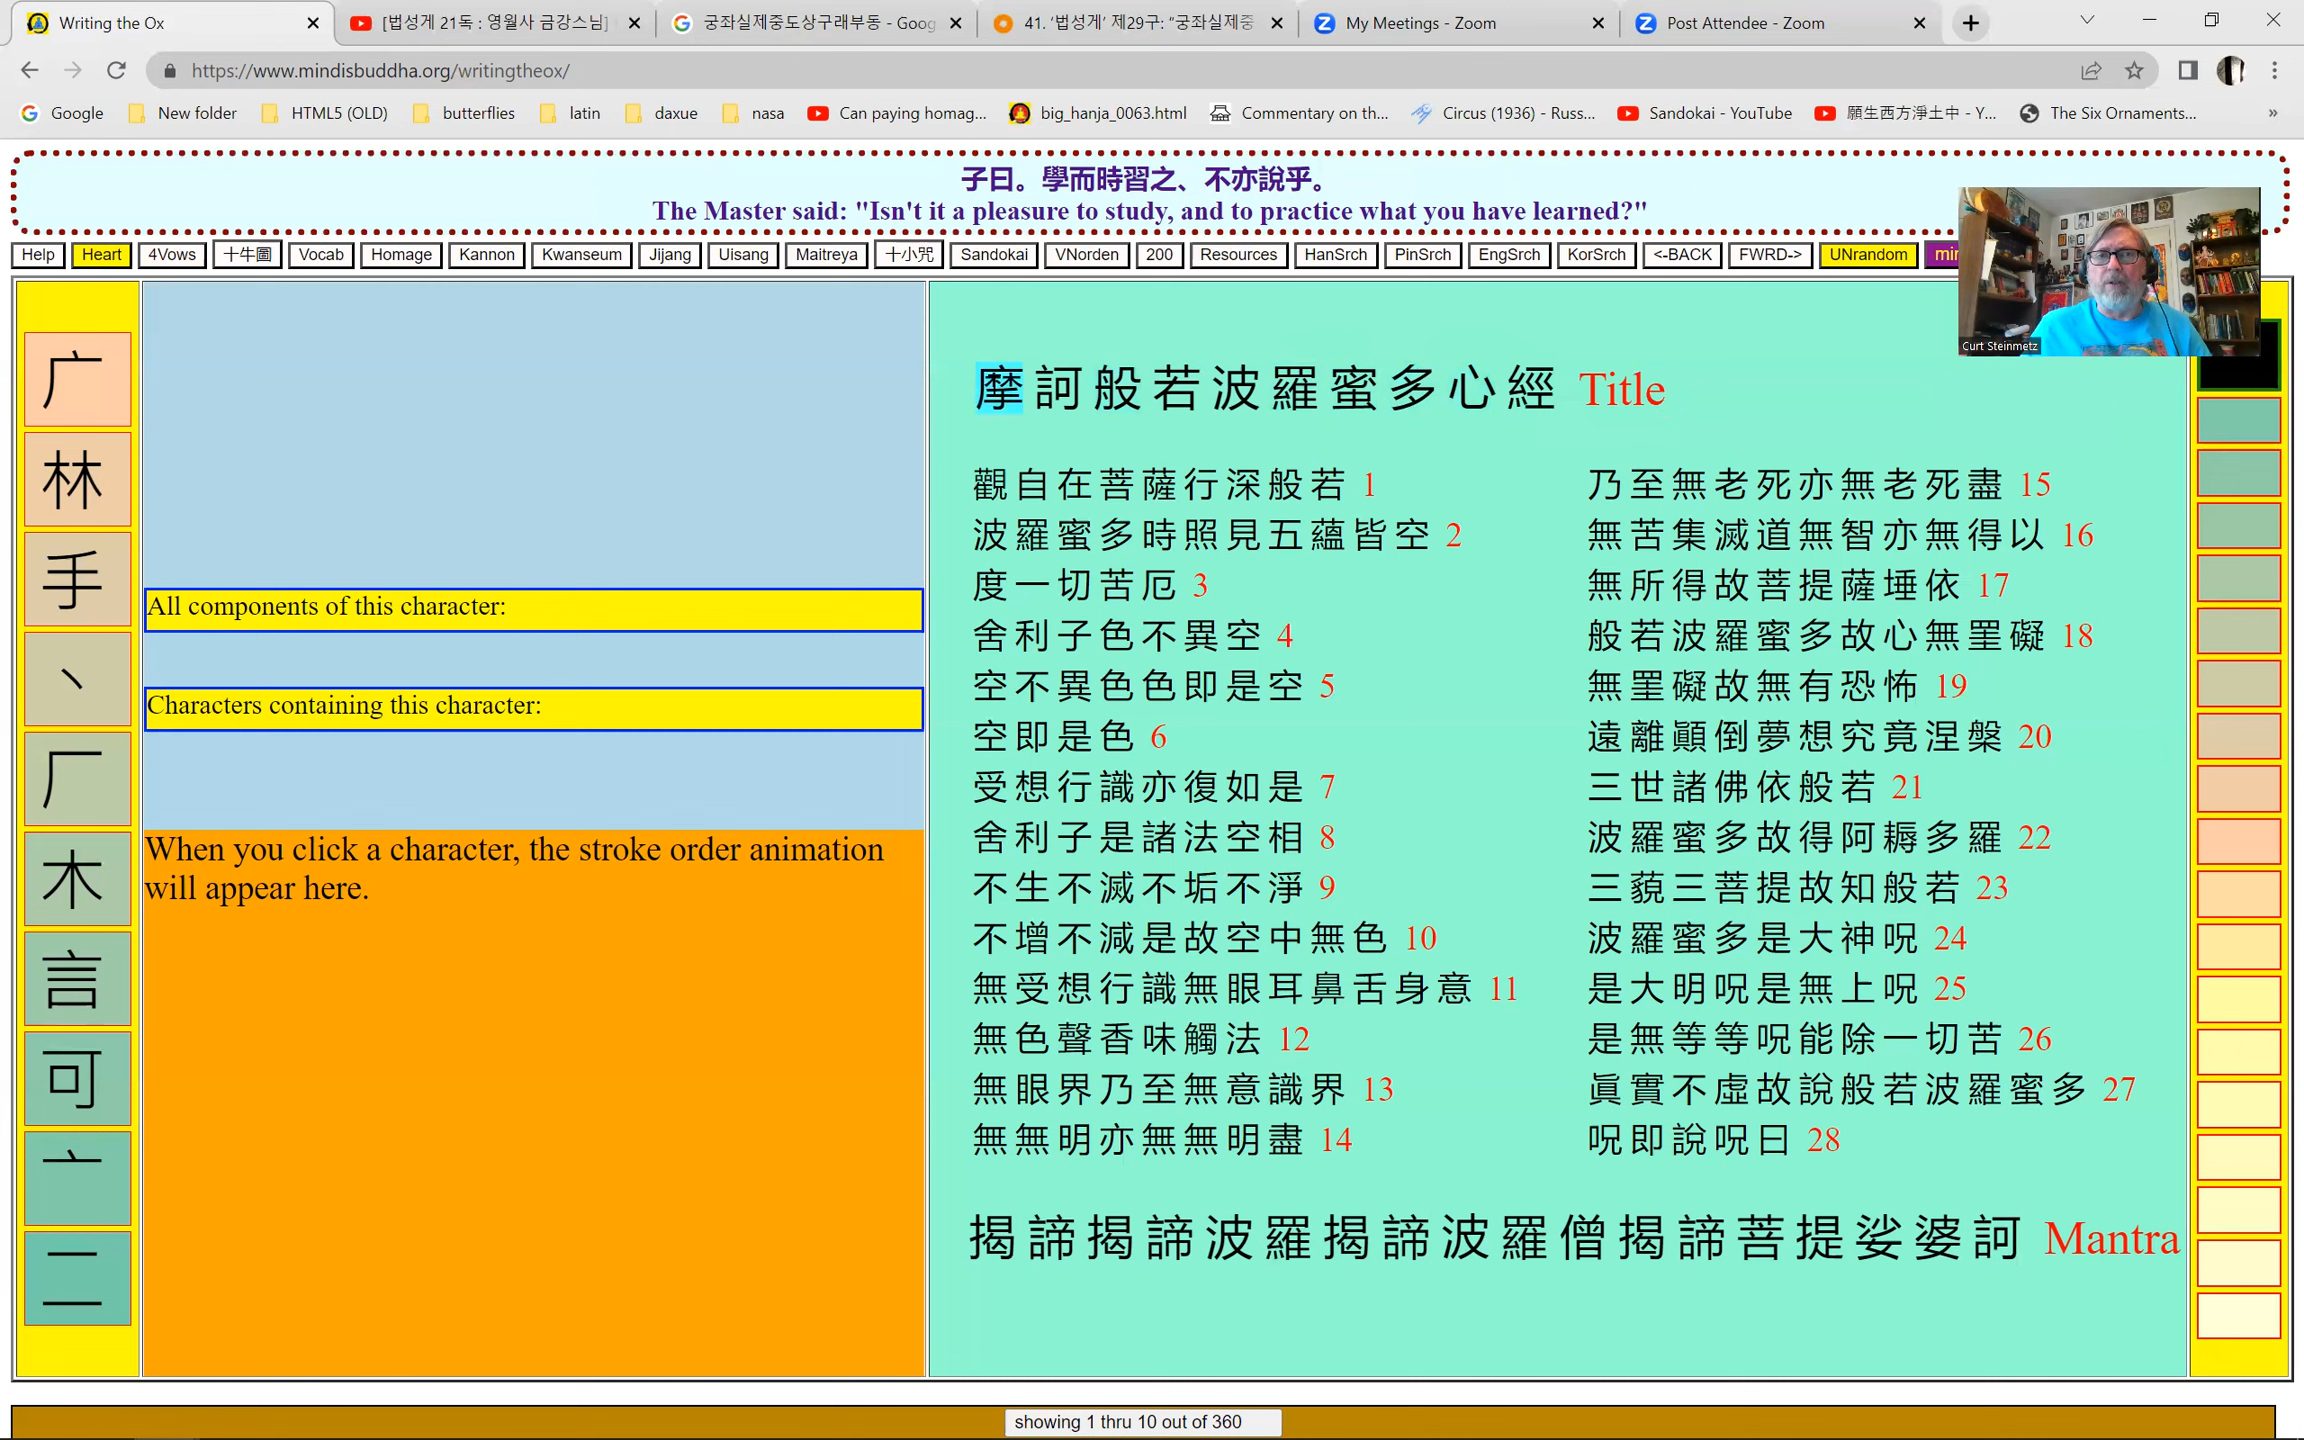 Writing the Ox
[법성게 21독 : 영월사 금강스님]
궁좌실제중도상구래부동 - Goog
41. ‘법성게’ 제29구: “궁좌실제중
My Meetings - Zoom
Post Attendee - Zoom
https://www.mindisbuddha.org/writingtheox/
Google
New folder
HTML5 (OLD)
butterflies
latin
daxue
nasa
Can paying homag...
big_hanja_0063.html
Commentary on th...
Circus (1936) - Russ...
Sandokai - YouTube
願生西方淨土中 - Y...
The Six Ornaments...
子曰。學而時習之、不亦說乎。
The Master said: "Isn't it a pleasure to study, and to practice what you have learned?"
Help
Heart
4Vows
十牛圖
Vocab
Homage
Kannon
Kwanseum
Jijang
Uisang
Maitreya
十小咒
Sandokai
VNorden
200
Resources
HanSrch
PinSrch
EngSrch
KorSrch
<-BACK
FWRD->
UNrandom
Curt Steinmetz
广
林
手
丶
厂
木
言
可
亠
二
All components of this character:
Characters containing this character:
When you click a character, the stroke order animation
will appear here.
摩訶般若波羅蜜多心經 Title
觀自在菩薩行深般若 1
波羅蜜多時照見五蘊皆空 2
度一切苦厄 3
舍利子色不異空 4
空不異色色即是空 5
空即是色 6
受想行識亦復如是 7
舍利子是諸法空相 8
不生不滅不垢不淨 9
不增不減是故空中無色 10
無受想行識無眼耳鼻舌身意 11
無色聲香味觸法 12
無眼界乃至無意識界 13
無無明亦無無明盡 14
乃至無老死亦無老死盡 15
無苦集滅道無智亦無得以 16
無所得故菩提薩埵依 17
般若波羅蜜多故心無罣礙 18
無罣礙故無有恐怖 19
遠離顚倒夢想究竟涅槃 20
三世諸佛依般若 21
波羅蜜多故得阿耨多羅 22
三藐三菩提故知般若 23
波羅蜜多是大神呪 24
是大明呪是無上呪 25
是無等等呪能除一切苦 26
眞實不虛故說般若波羅蜜多 27
呪即說呪曰 28
揭諦揭諦波羅揭諦波羅僧揭諦菩提娑婆訶 Mantra
showing 1 thru 10 out of 360